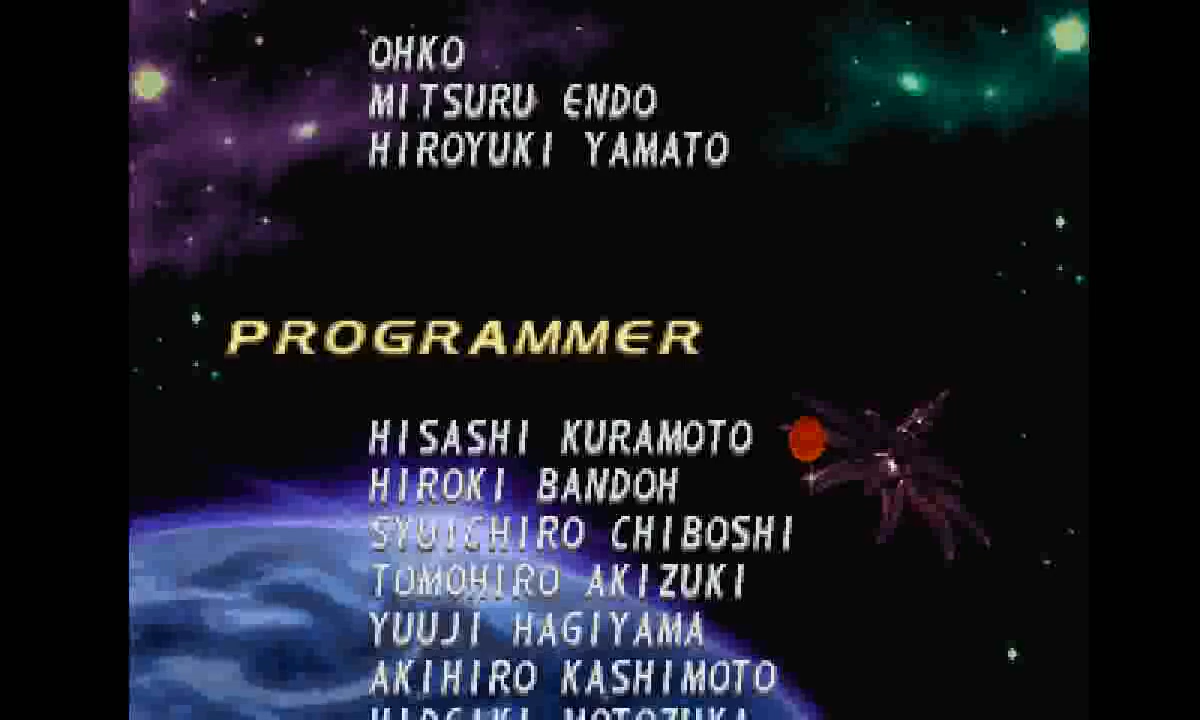 OHKO
MITSURU ENDO
HIROYUKI YAMATO
PROGRAMMER
HISASHI KURAMOTO
HIROKI BANDOH
SYUICHIRO CHIBOSHI
TOMOHIRO AKIZUKI
YUUJI HAGIYAMA
AKIHIRO KASHIMOTO